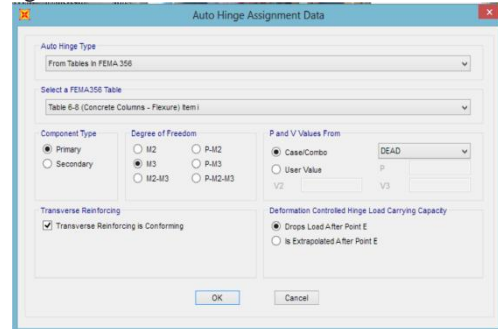 Auto Hinge Assignment Data
Auto Hinge Type
From Tables In FEMA 356
Select a FEMA356 Table
Table 6-8 (Concrete Columns - Flexure) Item i
Component Type
Primary
Secondary
Degree of Freedom
M2
P-M2
M3
P-M3
M2-M3
P-M2-M3
P and V Values From
Case/Combo
DEAD
User Value
P
V2
V3
Transverse Reinforcing
Transverse Reinforcing is Conforming
Deformation Controlled Hinge Load Carrying Capacity
Drops Load After Point E
Is Extrapolated After Point E
OK
Cancel